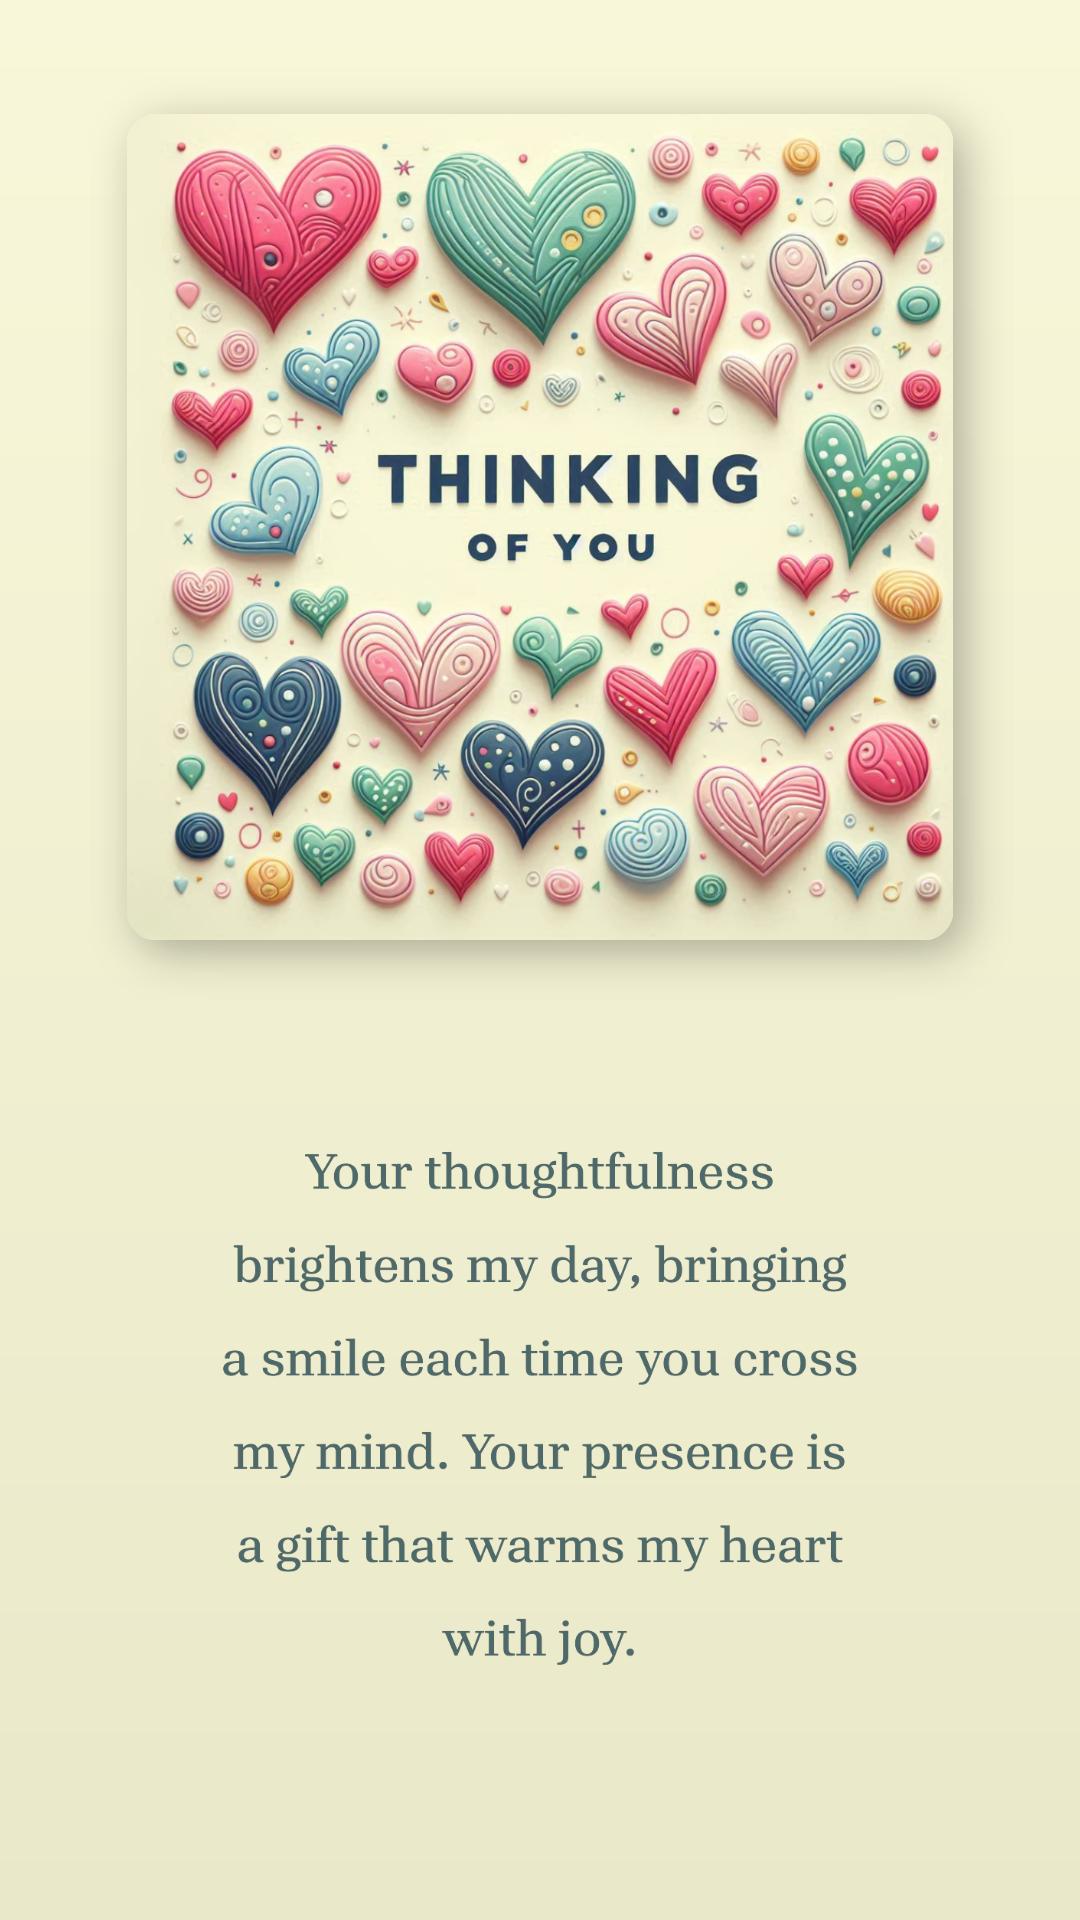 THINKING
OF YOU
Your thoughtfulness
brightens my day, bringing
a smile each time you cross
my mind. Your presence is
a gift that warms my heart
with joy.